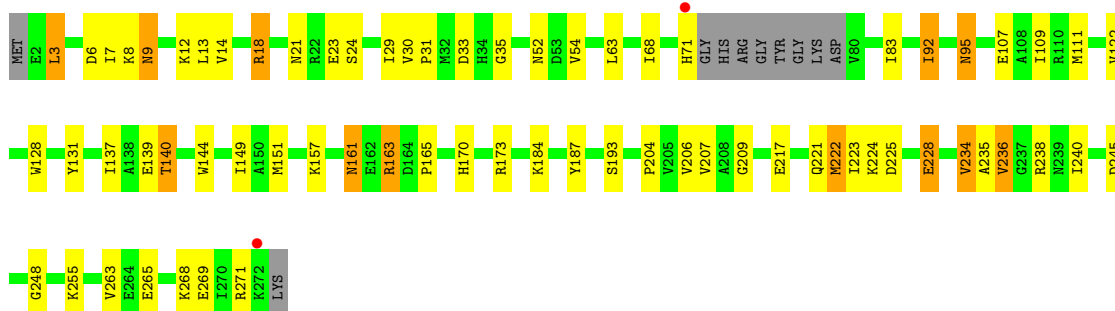 MET E2 L3 D6 I7 K8 N9 K12 L13 V14 R18 N21 R22 E23 S24 I29 V30 P31 M32 D33 H34 G35 N52 D53 V54 L63 I68 H71 GLY HIS ARG GLY TYR GLY LYS ASP V80 I83 I92 N95 E107 A108 I109 R110 M111
W128 Y131 I137 A138 E139 T140 W144 I149 A150 M151 K157 N161 E162 R163 D164 P165 H170 R173 K184 Y187 S193 P204 V205 V206 V207 A208 G209 E217 Q221 M222 I223 K224 D225 E228 V234 A235 V236 G237 R238 N239 I240
G248 K255 V263 E264 E265 K268 E269 I270 R271 K272 LYS